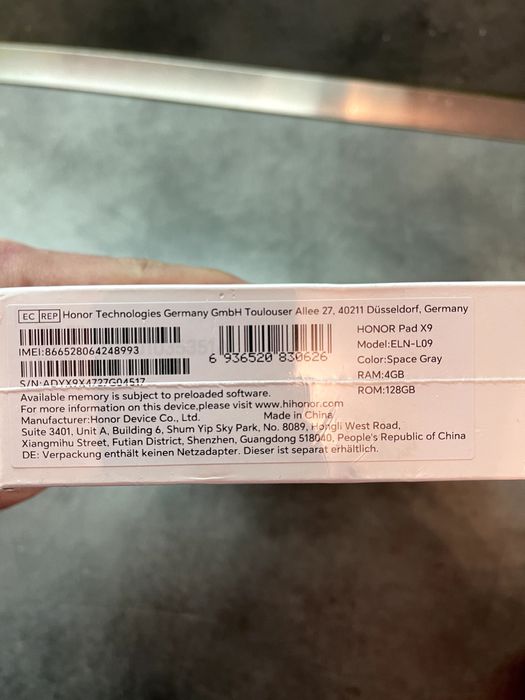 EC REP Honor Technologies Germany GmbH Toulouser Allee 27, 40211 Düsseldorf, Germany
IMEI:866528064248993
6 936520 830626
HONOR Pad X9
Model:ELN-L09
Color:Space Gray
RAM:4GB
ROM:128GB
S/N:ADYX9X4727G04517
Available memory is subject to preloaded software.
For more information on this device,please visit www.hihonor.com
Manufacturer:Honor Device Co., Ltd. Made in China
Suite 3401, Unit A, Building 6, Shum Yip Sky Park, No. 8089, Hongli West Road,
Xiangmihu Street, Futian District, Shenzhen, Guangdong 518040, People's Republic of China
DE: Verpackung enthält keinen Netzadapter. Dieser ist separat erhältlich.